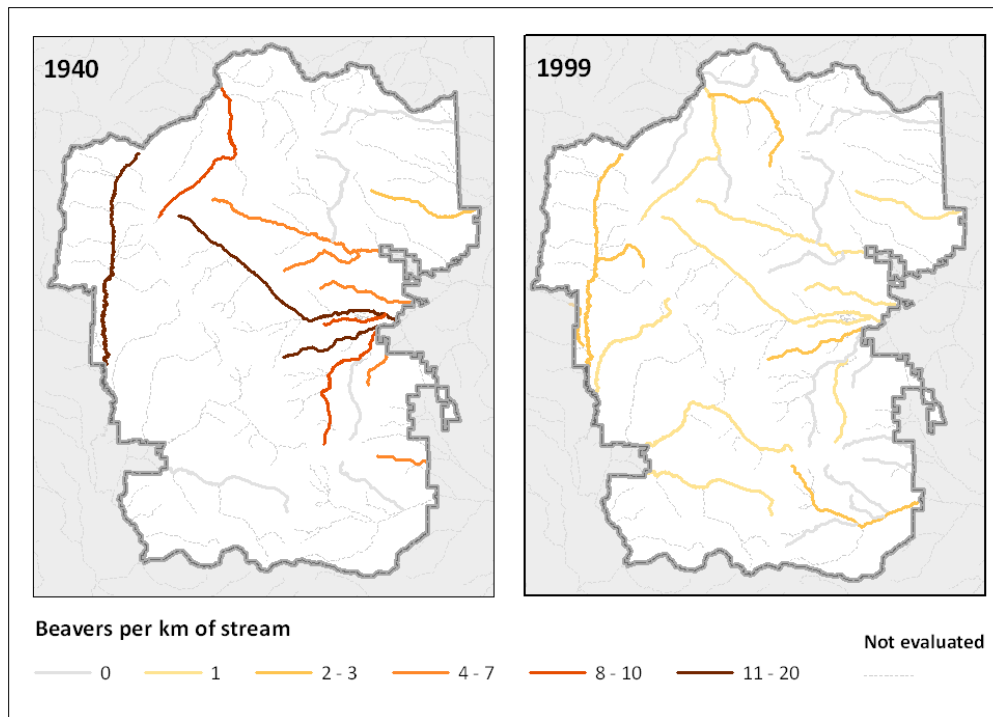 1940
1999
Beavers per km of stream
Not evaluated
0
1
2 - 3
4 - 7
8 - 10
11 - 20